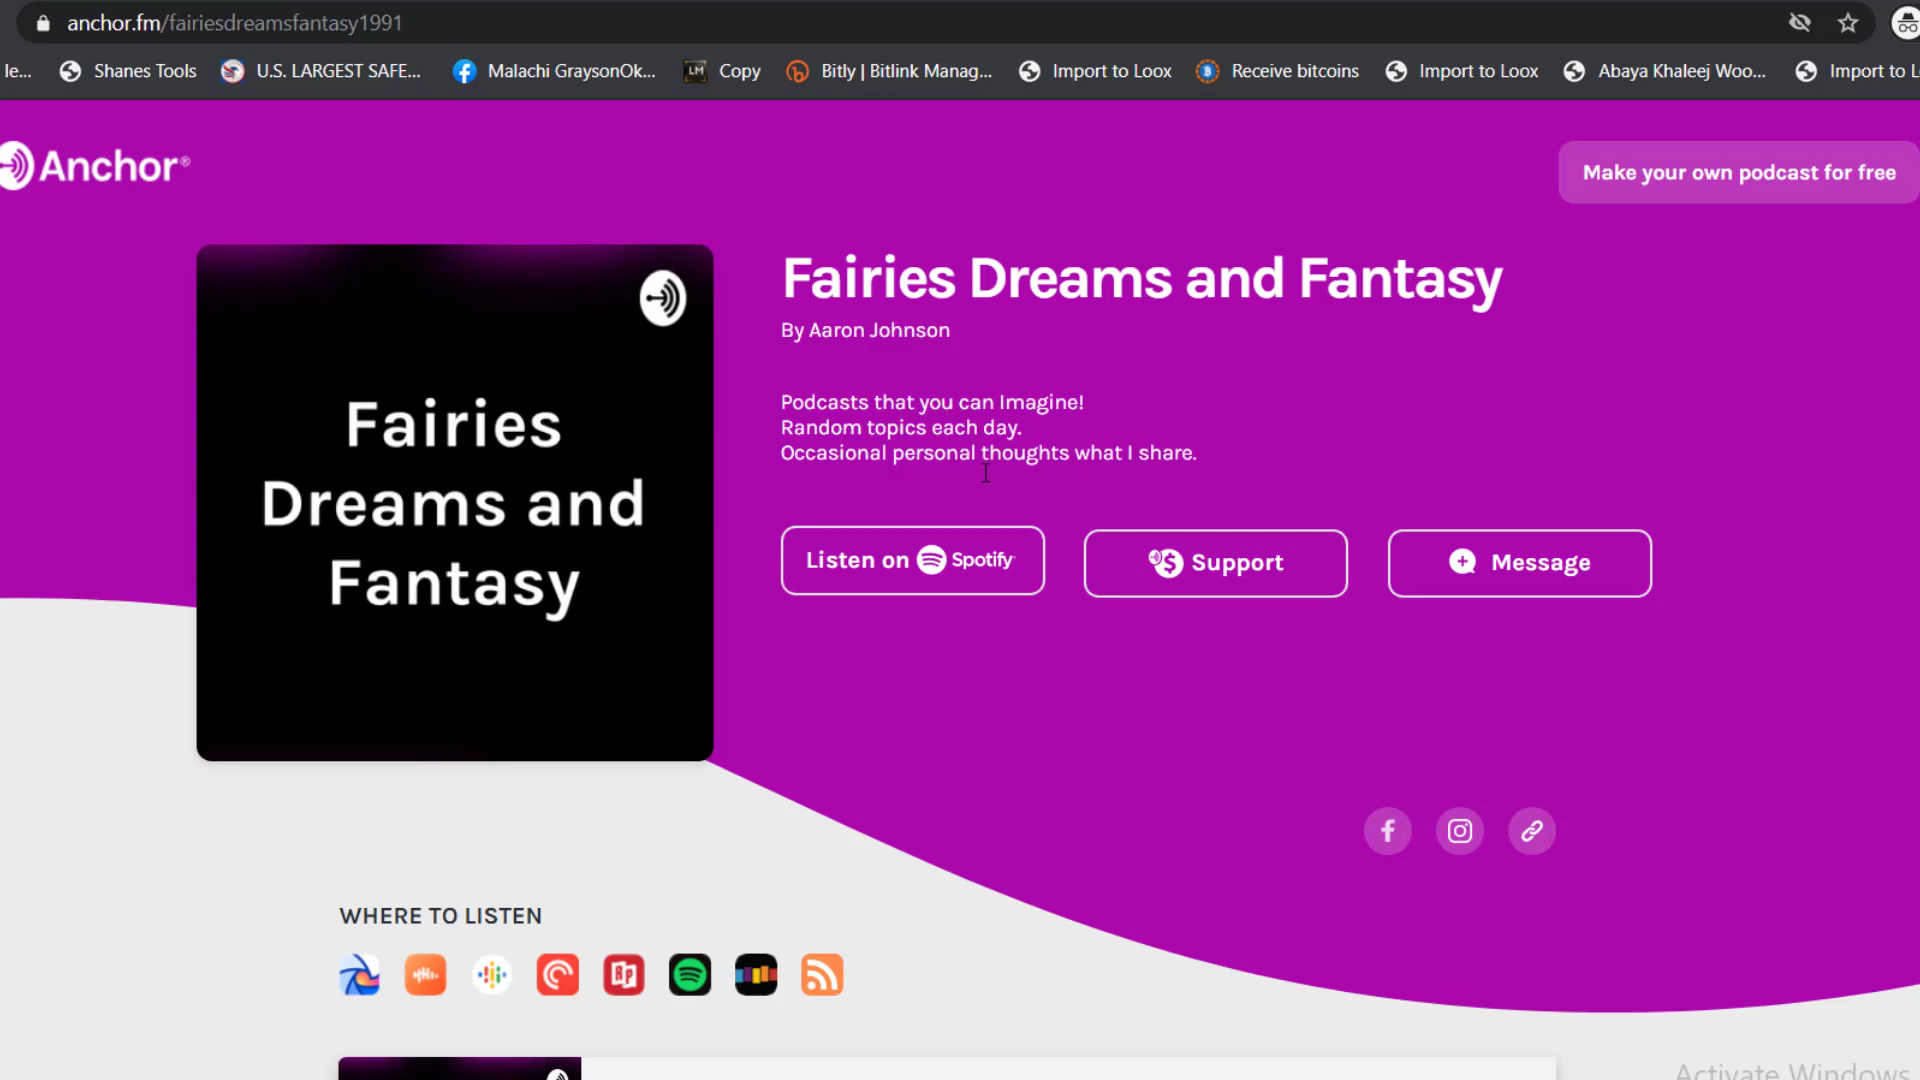 anchor.fm/fairiesdreamsfantasy1991
le...
Shanes Tools
U.S. LARGEST SAFE...
Malachi GraysonOk...
LM
Copy
Bitly | Bitlink Manag...
Import to Loox
Receive bitcoins
Import to Loox
Abaya Khaleej Woo...
Import to L
Anchor®
Make your own podcast for free
Fairies
Dreams and
Fantasy
Fairies Dreams and Fantasy
By Aaron Johnson
Podcasts that you can Imagine!
Random topics each day.
Occasional personal thoughts what I share.
Listen on Spotify
Support
Message
WHERE TO LISTEN
RP
Activate Windows